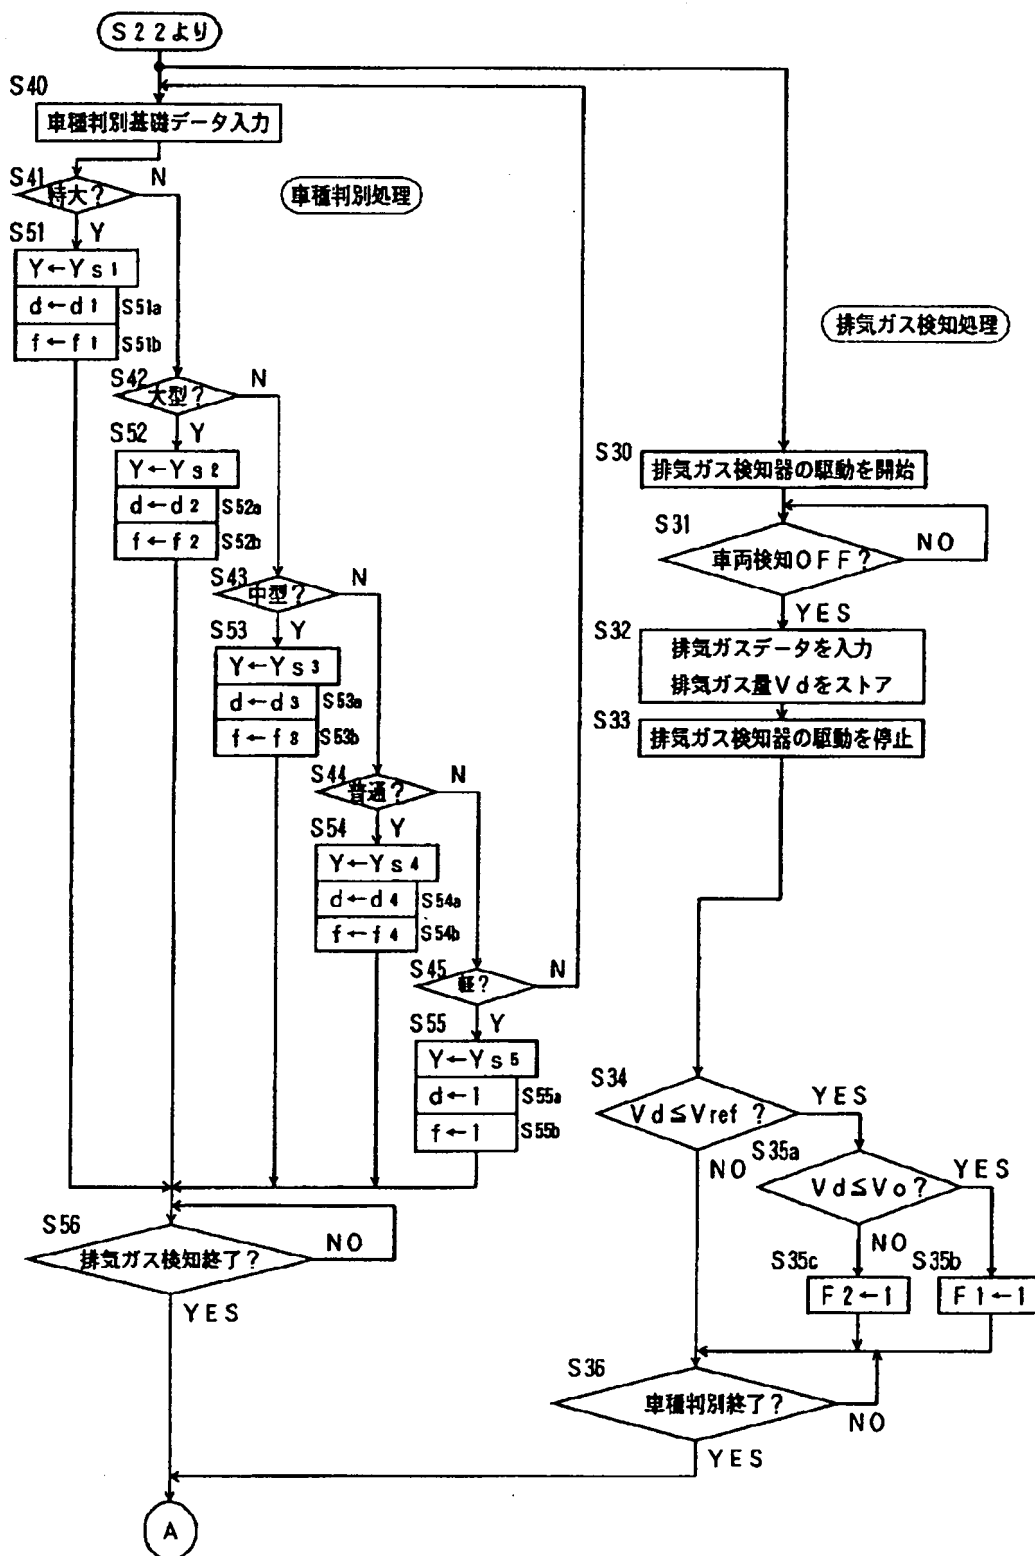 S22より
S40
車種判別基礎データ入力
S41
特大?
N
車種判別処理
Y
S51
Y←Ys1
d←d1
S51a
f←f1
S51b
排気ガス検知処理
S42
大型?
N
Y
S52
Y←Ys2
d←d2
S52a
f←f2
S52b
S30
排気ガス検知器の駆動を開始
S31
車両検知OFF?
NO
YES
S43
中型?
N
Y
S53
Y←Ys3
d←d3
S53a
f←f3
S53b
S32
排気ガスデータを入力
排気ガス量Vdをストア
S33
排気ガス検知器の駆動を停止
S44
普通?
N
Y
S54
Y←Ys4
d←d4
S54a
f←f4
S54b
S45
軽?
N
Y
S55
Y←Ys5
d←1
S55a
f←1
S55b
S34
Vd≦Vref?
YES
NO
S35a
Vd≦Vo?
YES
NO
S35c
F2←1
S35b
F1←1
S56
排気ガス検知終了?
NO
YES
S36
車種判別終了?
NO
YES
A